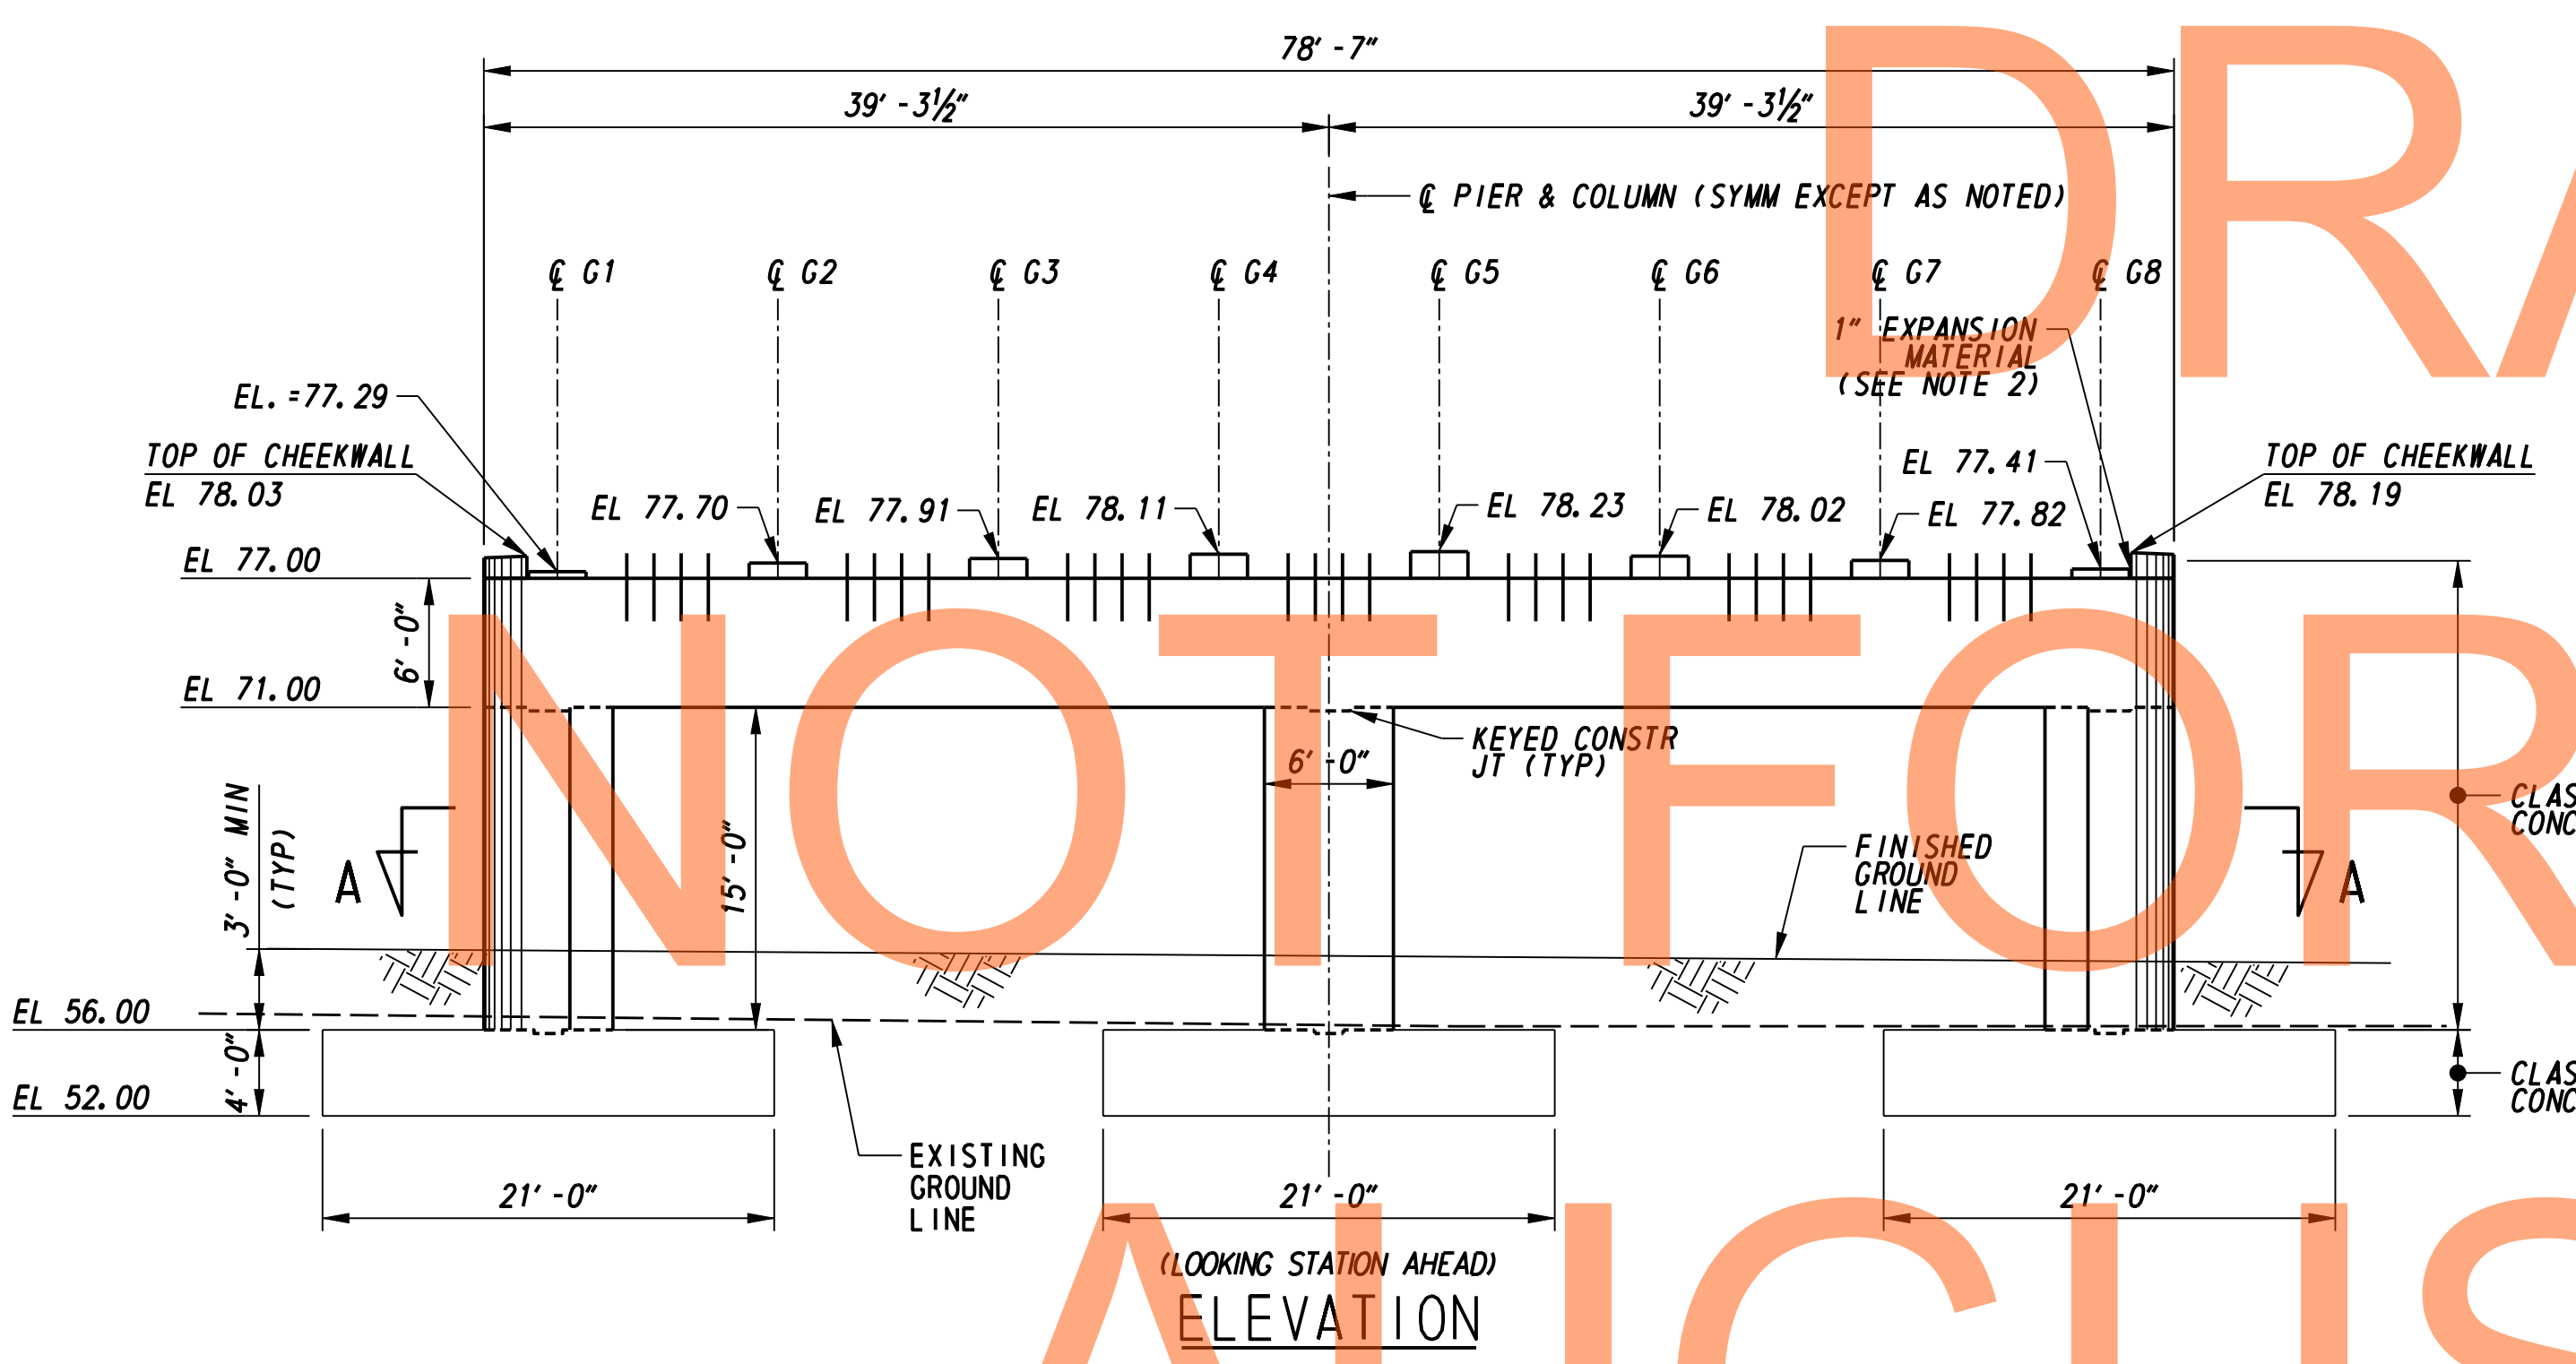 78' -7"
39' -3½"
39' -3½"
℄ PIER & COLUMN (SYMM EXCEPT AS NOTED)
℄ G1
℄ G2
℄ G3
℄ G4
℄ G5
℄ G6
℄ G7
℄ G8
1" EXPANSION
MATERIAL
(SEE NOTE 2)
EL. =77.29
TOP OF CHEEKWALL
EL 78.03
EL 77.70
EL 77.91
EL 78.11
EL 78.23
EL 78.02
EL 77.82
EL 77.41
TOP OF CHEEKWALL
EL 78.19
EL 77.00
6' -0"
EL 71.00
KEYED CONSTR
JT (TYP)
6' -0"
15' -0"
3' -0" MIN
(TYP)
A
A
FINISHED
GROUND
LINE
CLAS
CONC
EL 56.00
4' -0"
EL 52.00
CLAS
CONC
EXISTING
GROUND
LINE
21' -0"
21' -0"
21' -0"
(LOOKING STATION AHEAD)
ELEVATION
DRA
NOT FOR